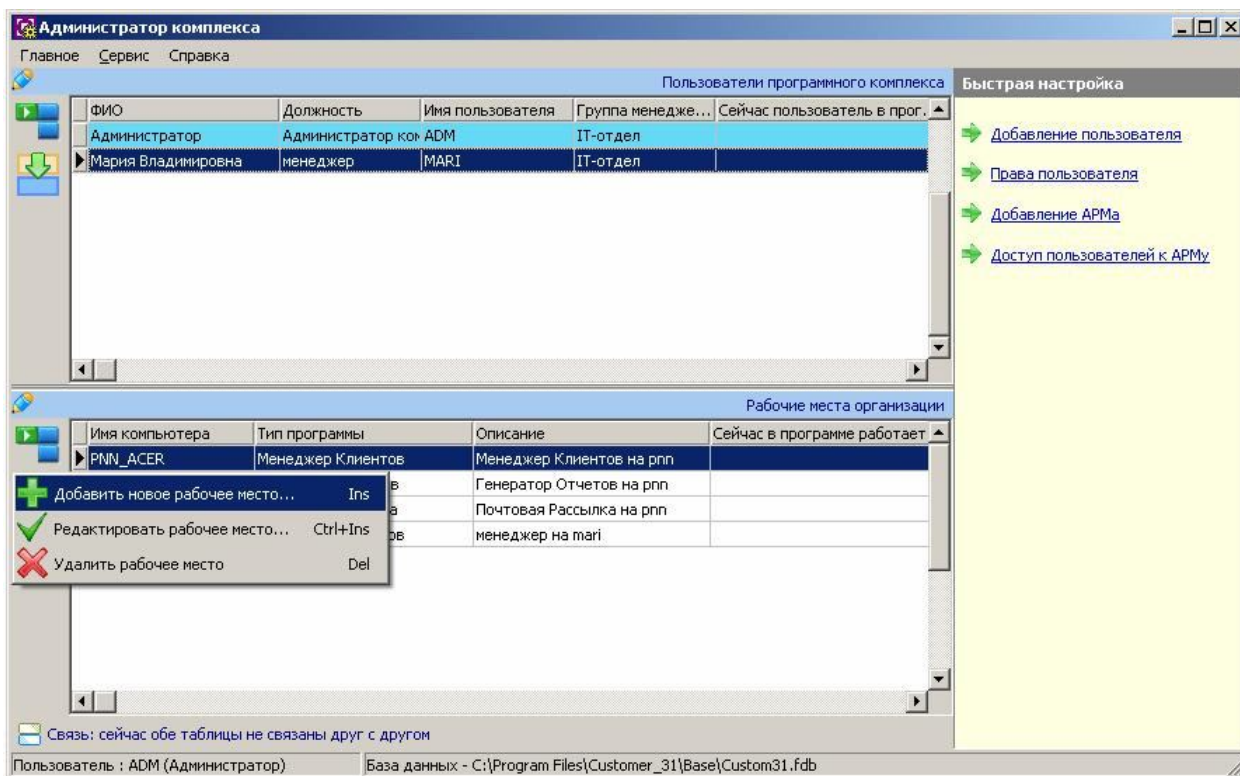 Администратор комплекса
Главное Сервис Справка
Пользователи программного комплекса
ФИО Должность Имя пользователя Группа менедже... Сейчас пользователь в прог.
Администратор Администратор ком ADM IT-отдел
Мария Владимировна менеджер MARI IT-отдел
Быстрая настройка
Добавление пользователя
Права пользователя
Добавление АРМа
Доступ пользователей к АРМу
Рабочие места организации
Имя компьютера Тип программы Описание Сейчас в программе работает
PNN_ACER Менеджер Клиентов Менеджер Клиентов на pnn
в Генератор Отчетов на pnn
а Почтовая Рассылка на pnn
ов менеджер на mari
Добавить новое рабочее место... Ins
Редактировать рабочее место... Ctrl+Ins
Удалить рабочее место Del
Связь: сейчас обе таблицы не связаны друг с другом
Пользователь : ADM (Администратор) База данных - C:\Program Files\Customer_31\Base\Custom31.fdb